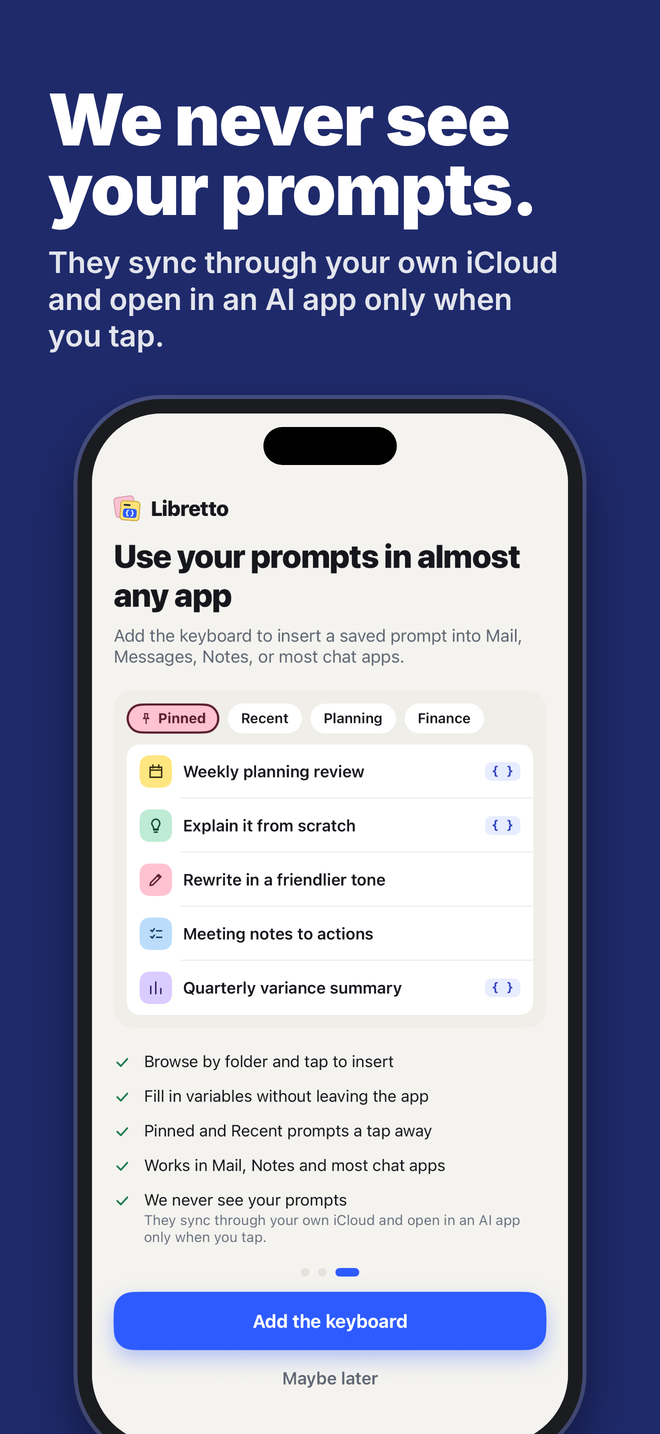 We never see
your prompts.
They sync through your own iCloud
and open in an AI app only when
you tap.
Libretto
Use your prompts in almost
any app
Add the keyboard to insert a saved prompt into Mail,
Messages, Notes, or most chat apps.
Pinned Recent Planning Finance
Weekly planning review { }
Explain it from scratch { }
Rewrite in a friendlier tone
Meeting notes to actions
Quarterly variance summary { }
Browse by folder and tap to insert
Fill in variables without leaving the app
Pinned and Recent prompts a tap away
Works in Mail, Notes and most chat apps
We never see your prompts
They sync through your own iCloud and open in an AI app
only when you tap.
Add the keyboard
Maybe later